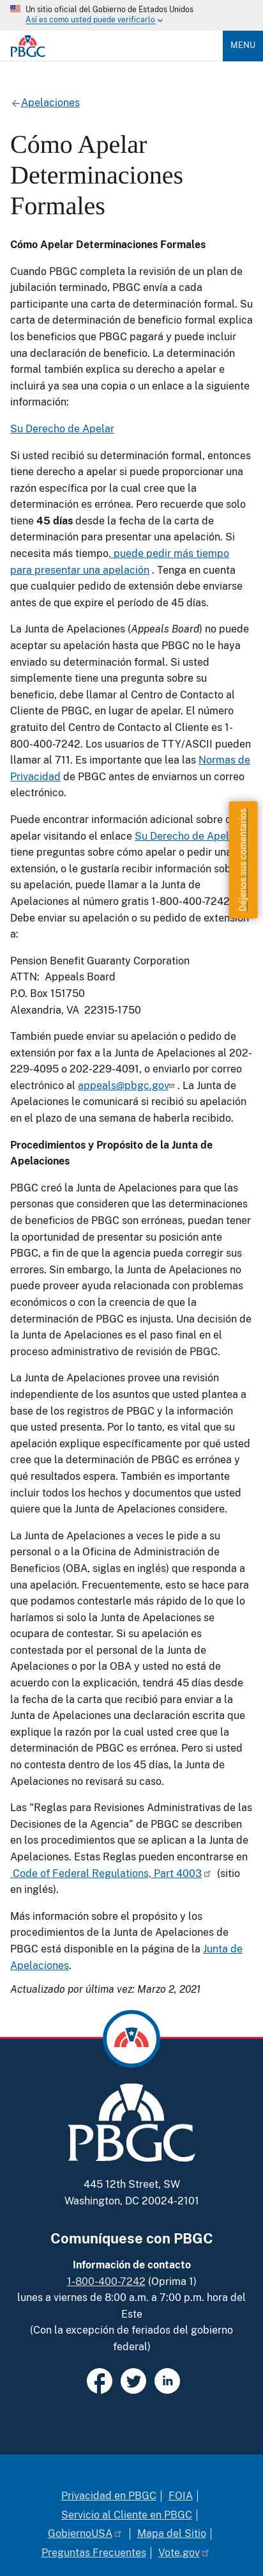 Un sitio oficial del Gobierno de Estados Unidos
Así es como usted puede verificarlo
PBGC
MENU
Apelaciones
Cómo Apelar
Determinaciones
Formales
Cómo Apelar Determinaciones Formales
Cuando PBGC completa la revisión de un plan de
jubilación terminado, PBGC envía a cada
participante una carta de determinación formal. Su
carta de determinación de beneficio formal explica
los beneficios que PBGC pagará y puede incluir
una declaración de beneficio. La determinación
formal también explica su derecho a apelar e
incluirá ya sea una copia o un enlace a la siguiente
información:
Su Derecho de Apelar
Si usted recibió su determinación formal, entonces
tiene derecho a apelar si puede proporcionar una
razón específica por la cual cree que la
determinación es errónea. Pero recuerde que solo
tiene 45 días desde la fecha de la carta de
determinación para presentar una apelación. Si
necesita más tiempo, puede pedir más tiempo
para presentar una apelación . Tenga en cuenta
que cualquier pedido de extensión debe enviarse
antes de que expire el período de 45 días.
La Junta de Apelaciones (Appeals Board) no puede
aceptar su apelación hasta que PBGC no le haya
enviado su determinación formal. Si usted
simplemente tiene una pregunta sobre su
beneficio, debe llamar al Centro de Contacto al
Cliente de PBGC, en lugar de apelar. El número
gratuito del Centro de Contacto al Cliente es 1-
800-400-7242. Los usuarios de TTY/ASCII pueden
llamar al 711. Es importante que lea las Normas de
Privacidad de PBGC antes de enviarnos un correo
electrónico.
Puede encontrar información adicional sobre
apelar visitando el enlace Su Derecho de
tiene preguntas sobre cómo apelar o pedir una
extensión, o le gustaría recibir información
apelación, puede llamar a la Junta de
Apelaciones al número gratis 1-800-400-7242
Debe enviar su apelación o su pedido de extensión
a:
Pension Benefit Guaranty Corporation
ATTN: Appeals Board
P.O. Box 151750
Alexandria, VA 22315-1750
Déjenos sus comentarios
También puede enviar su apelación o pedido de
extensión por fax a la Junta de Apelaciones al 202-
229-4095 o 202-229-4091, o enviarlo por correo
electrónico al appeals@pbgc.gov . La Junta de
Apelaciones le comunicará si recibió su apelación
en el plazo de una semana de haberla recibido.
Procedimientos y Propósito de la Junta de
Apelaciones
PBGC creó la Junta de Apelaciones para que las
personas que consideren que las determinaciones
de beneficios de PBGC son erróneas, puedan tener
la oportunidad de presentar su posición ante
PBGC, a fin de que la agencia pueda corregir sus
errores. Sin embargo, la Junta de Apelaciones no
puede proveer ayuda relacionada con problemas
económicos o con la creencia de que la
determinación de PBGC es injusta. Una decisión de
la Junta de Apelaciones es el paso final en el
proceso administrativo de revisión de PBGC.
La Junta de Apelaciones provee una revisión
independiente de los asuntos que usted plantea a
base de los registros de PBGC y la información
que usted presenta. Por lo tanto, es vital que su
apelación explique específicamente por qué usted
cree que la determinación de PBGC es errónea y
qué resultados espera. También es importante
incluir todos los hechos y documentos que usted
quiere que la Junta de Apelaciones considere.
La Junta de Apelaciones a veces le pide a su
personal o a la Oficina de Administración de
Beneficios (OBA, siglas en inglés) que responda a
una apelación. Frecuentemente, esto se hace para
que podamos contestarle más rápido de lo que lo
haríamos si solo la Junta de Apelaciones se
ocupara de contestar. Si su apelación es
contestada por el personal de la Junta de
Apelaciones o por la OBA y usted no está de
acuerdo con la explicación, tendrá 45 días desde
la fecha de la carta que recibió para mandar a la
Junta de Apelaciones una declaración escrita que
explique la razón por la cual usted cree que la
determinación de PBGC es errónea. Pero si usted
no contesta dentro de los 45 días, la Junta de
Apelaciones no revisará su caso.
Las "Reglas para Revisiones Administrativas de las
Decisiones de la Agencia" de PBGC se describen
en los procedimientos que se aplican a la Junta de
Apelaciones. Estas Reglas pueden encontrarse en
Code of Federal Regulations, Part 4003 (sitio
en inglés).
Más información sobre el propósito y los
procedimientos de la Junta de Apelaciones de
PBGC está disponible en la página de la Junta de
Apelaciones.
Actualizado por última vez: Marzo 2, 2021
PBGC
445 12th Street, SW
Washington, DC 20024-2101
Comuníquese con PBGC
Información de contacto
1-800-400-7242 (Oprima 1)
lunes a viernes de 8:00 a.m. a 7:00 p.m. hora del
Este
(Con la excepción de feriados del gobierno
federal)
Privacidad en PBGC | FOIA |
Servicio al Cliente en PBGC |
GobiernoUSA | Mapa del Sitio |
Preguntas Frecuentes | Vote.gov